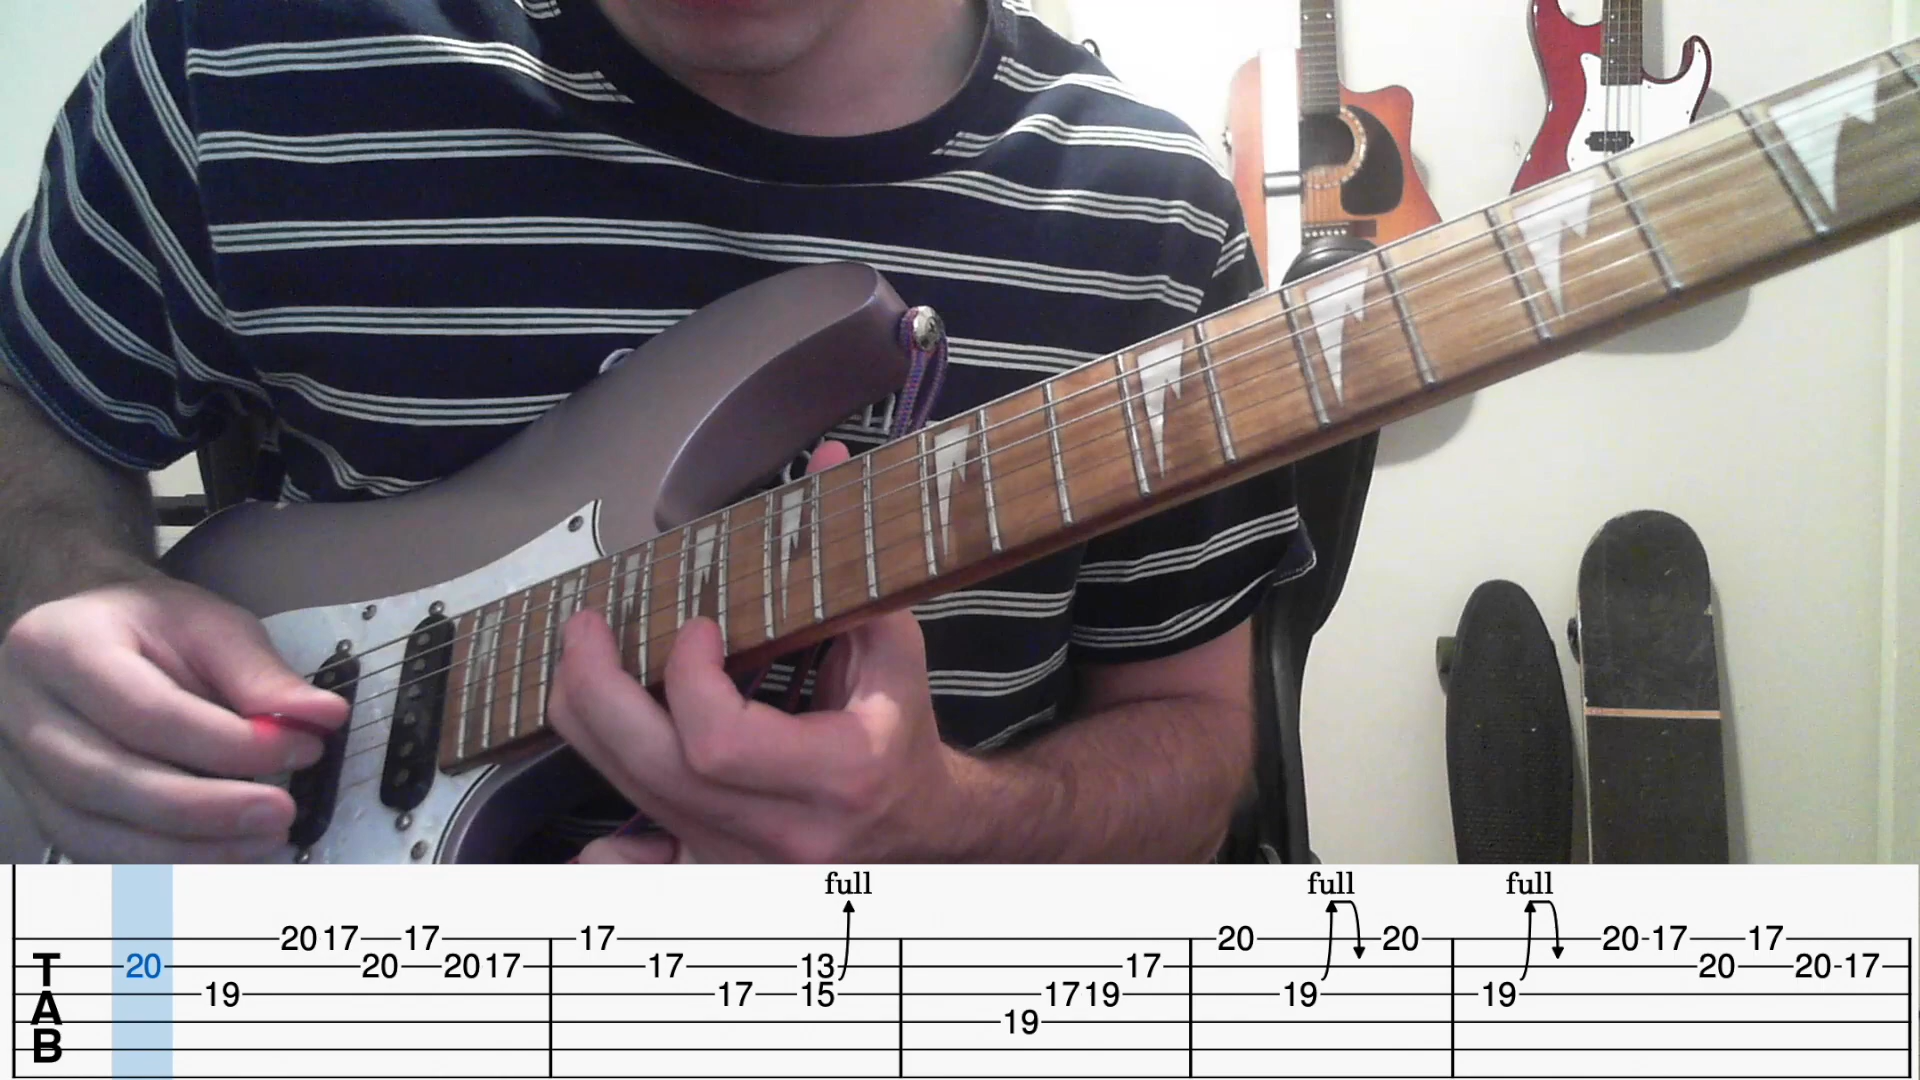 full full full
20 17 17 17 20 20 20-17 17
20 20 20 17 17 13 17 20 20-17
19 17 15 17 19 19 19
19
T
A
B